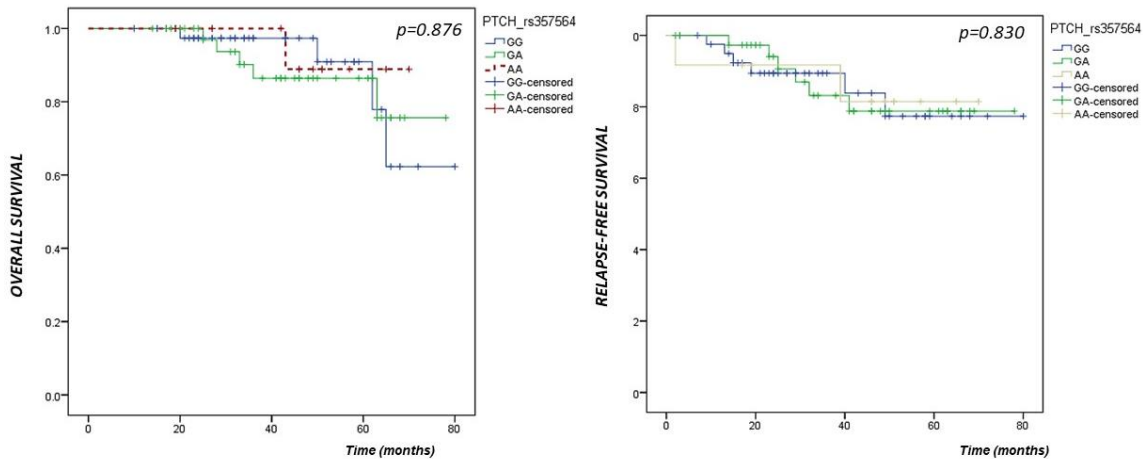 p=0.876
PTCH_rs357564
GG
GA
AA
GG-censored
GA-censored
AA-censored
1.0
0.8
0.6
0.4
0.2
0.0
OVERALL SURVIVAL
0
20
40
60
80
Time (months)
p=0.830
PTCH_rs357564
GG
GA
AA
GG-censored
GA-censored
AA-censored
0
8
6
4
2
0
RELAPSE-FREE SURVIVAL
0
20
40
60
80
Time (months)